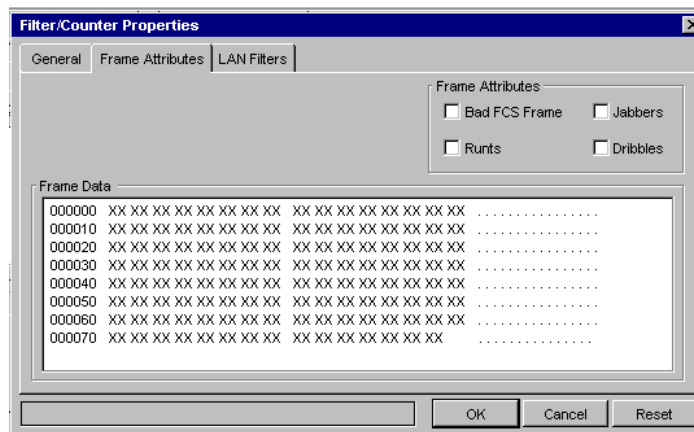 Filter/Counter Properties
General Frame Attributes LAN Filters
Frame Attributes
Bad FCS Frame Jabbers
Runts Dribbles
Frame Data
000000 XX XX XX XX XX XX XX XX XX XX XX XX XX XX XX XX ................
000010 XX XX XX XX XX XX XX XX XX XX XX XX XX XX XX XX ................
000020 XX XX XX XX XX XX XX XX XX XX XX XX XX XX XX XX ................
000030 XX XX XX XX XX XX XX XX XX XX XX XX XX XX XX XX ................
000040 XX XX XX XX XX XX XX XX XX XX XX XX XX XX XX XX ................
000050 XX XX XX XX XX XX XX XX XX XX XX XX XX XX XX XX ................
000060 XX XX XX XX XX XX XX XX XX XX XX XX XX XX XX XX ................
000070 XX XX XX XX XX XX XX XX XX XX XX XX XX XX XX ...............
OK Cancel Reset